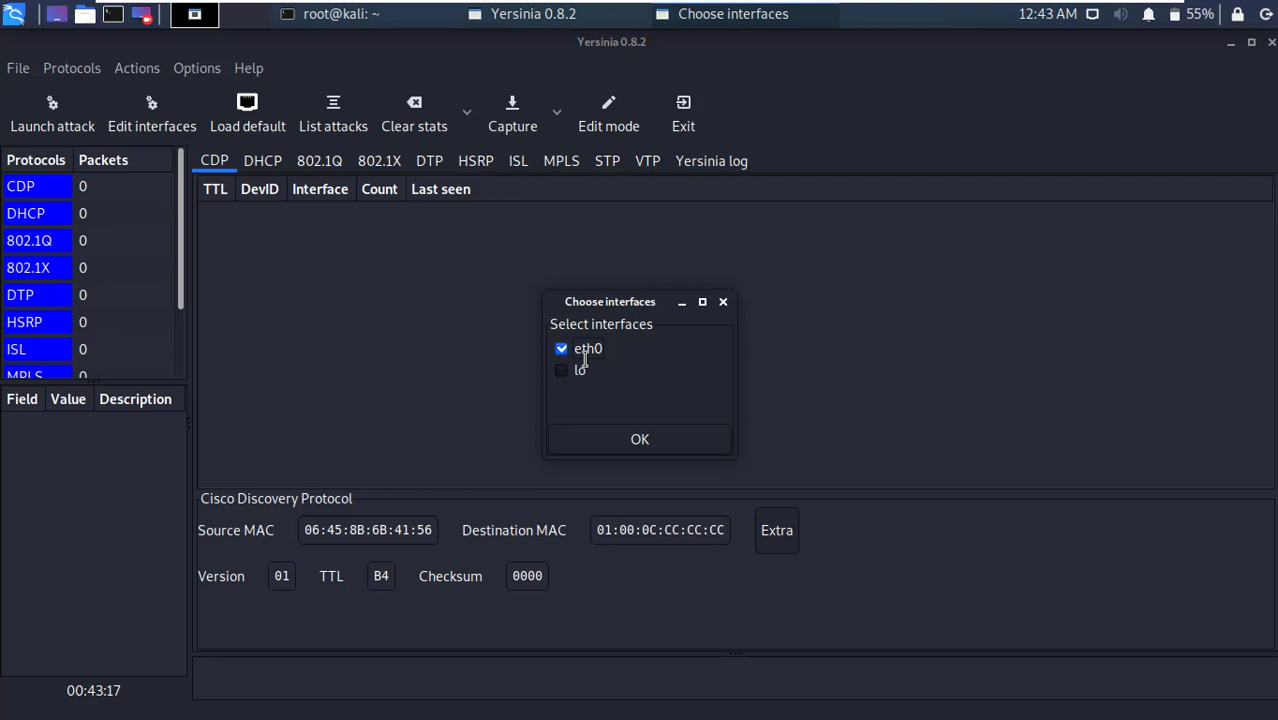 root@kali: ~
Yersinia 0.8.2
Choose interfaces
12:43 AM
55%
Yersinia 0.8.2
File Protocols Actions Options Help
Launch attack Edit interfaces Load default List attacks Clear stats Capture Edit mode Exit
Protocols Packets
CDP 0
DHCP 0
802.1Q 0
802.1X 0
DTP 0
HSRP 0
ISL 0
MPLS 0
Field Value Description
00:43:17
CDP DHCP 802.1Q 802.1X DTP HSRP ISL MPLS STP VTP Yersinia log
TTL DevID Interface Count Last seen
Choose interfaces
Select interfaces
eth0
lo
OK
Cisco Discovery Protocol
Source MAC 06:45:8B:6B:41:56 Destination MAC 01:00:0C:CC:CC:CC Extra
Version 01 TTL B4 Checksum 0000